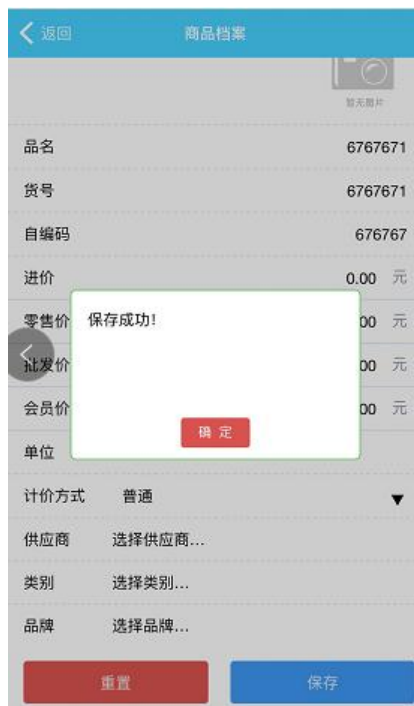 返回 商品档案
暂无图片
品名 6767671
货号 6767671
自编码 676767
进价 0.00 元
零售价 00 元
保存成功!
批发价 00 元
会员价 00 元
确定
单位
计价方式 普通
供应商 选择供应商...
类别 选择类别...
品牌 选择品牌...
重置 保存